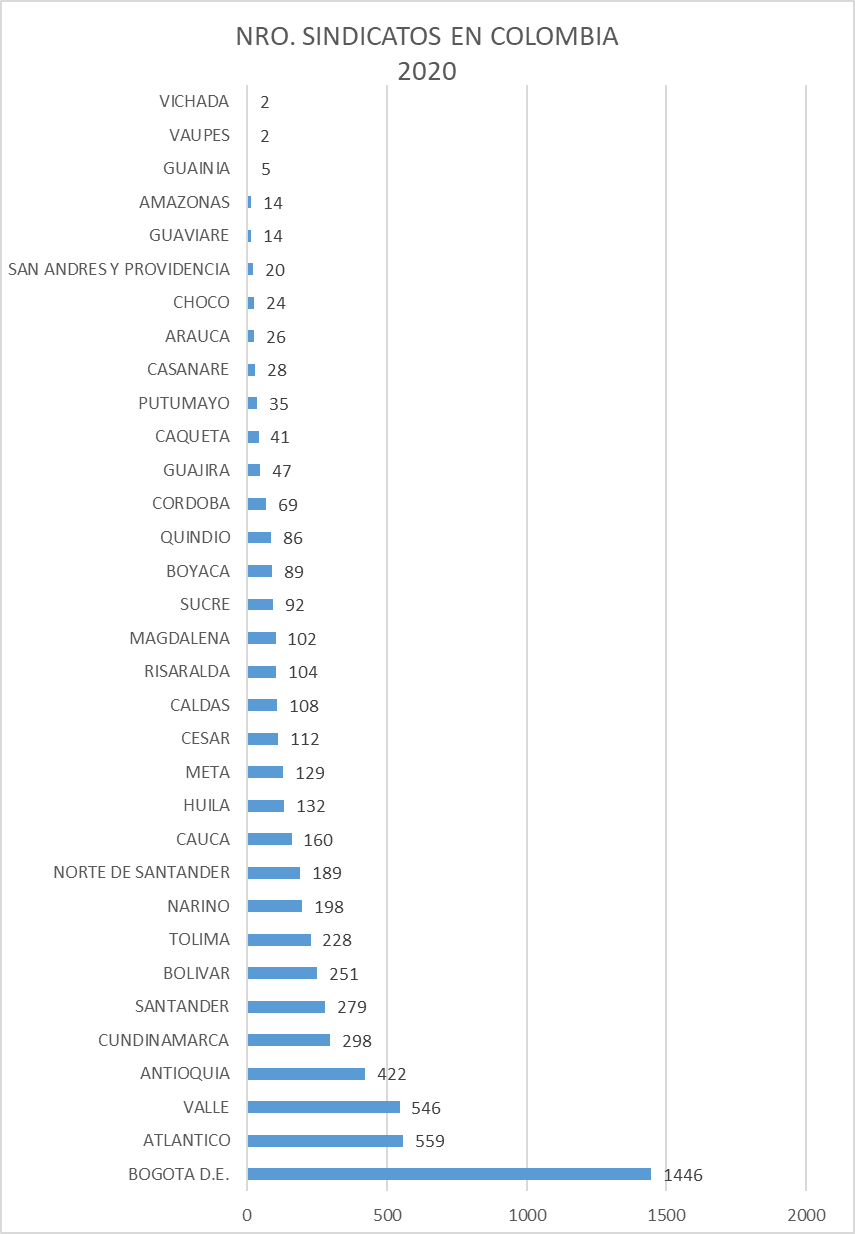 NRO. SINDICATOS EN COLOMBIA
2020
VICHADA 2
VAUPES 2
GUAINIA 5
AMAZONAS 14
GUAVIARE 14
SAN ANDRES Y PROVIDENCIA 20
CHOCO 24
ARAUCA 26
CASANARE 28
PUTUMAYO 35
CAQUETA 41
GUAJIRA 47
CORDOBA 69
QUINDIO 86
BOYACA 89
SUCRE 92
MAGDALENA 102
RISARALDA 104
CALDAS 108
CESAR 112
META 129
HUILA 132
CAUCA 160
NORTE DE SANTANDER 189
NARINO 198
TOLIMA 228
BOLIVAR 251
SANTANDER 279
CUNDINAMARCA 298
ANTIOQUIA 422
VALLE 546
ATLANTICO 559
BOGOTA D.E. 1446
0 500 1000 1500 2000